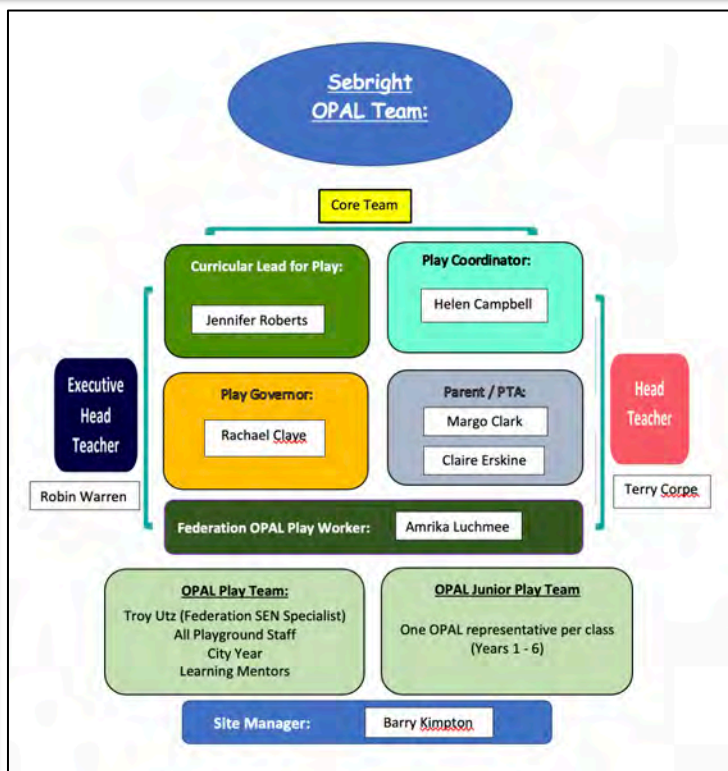 Sebright
OPAL Team:
Core Team
Curricular Lead for Play:
Jennifer Roberts
Play Coordinator:
Helen Campbell
Executive
Head
Teacher
Robin Warren
Play Governor:
Rachael Claye
Parent / PTA:
Margo Clark
Claire Erskine
Head
Teacher
Terry Corpe
Federation OPAL Play Worker:
Amrika Luchmee
OPAL Play Team:
Troy Utz (Federation SEN Specialist)
All Playground Staff
City Year
Learning Mentors
OPAL Junior Play Team
One OPAL representative per class
(Years 1 - 6)
Site Manager:
Barry Kimpton